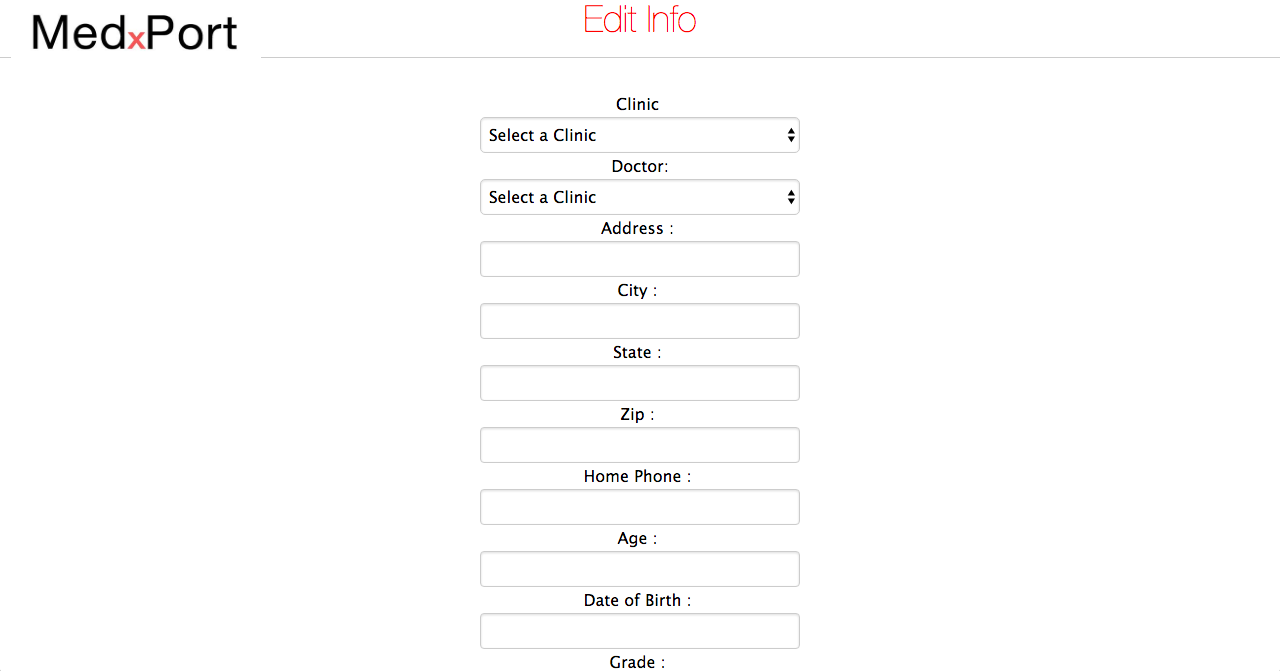 MedxPort
Edit Info
Clinic
Select a Clinic
Doctor:
Select a Clinic
Address :
City :
State :
Zip :
Home Phone :
Age :
Date of Birth :
Grade :